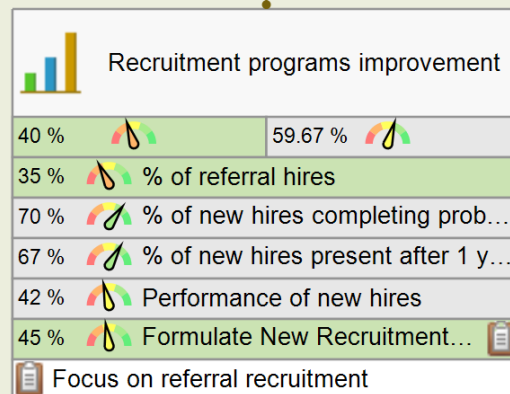 Recruitment programs improvement
40 % 59.67 %
35 % % of referral hires
70 % % of new hires completing prob...
67 % % of new hires present after 1 y...
42 % Performance of new hires
45 % Formulate New Recruitment...
Focus on referral recruitment